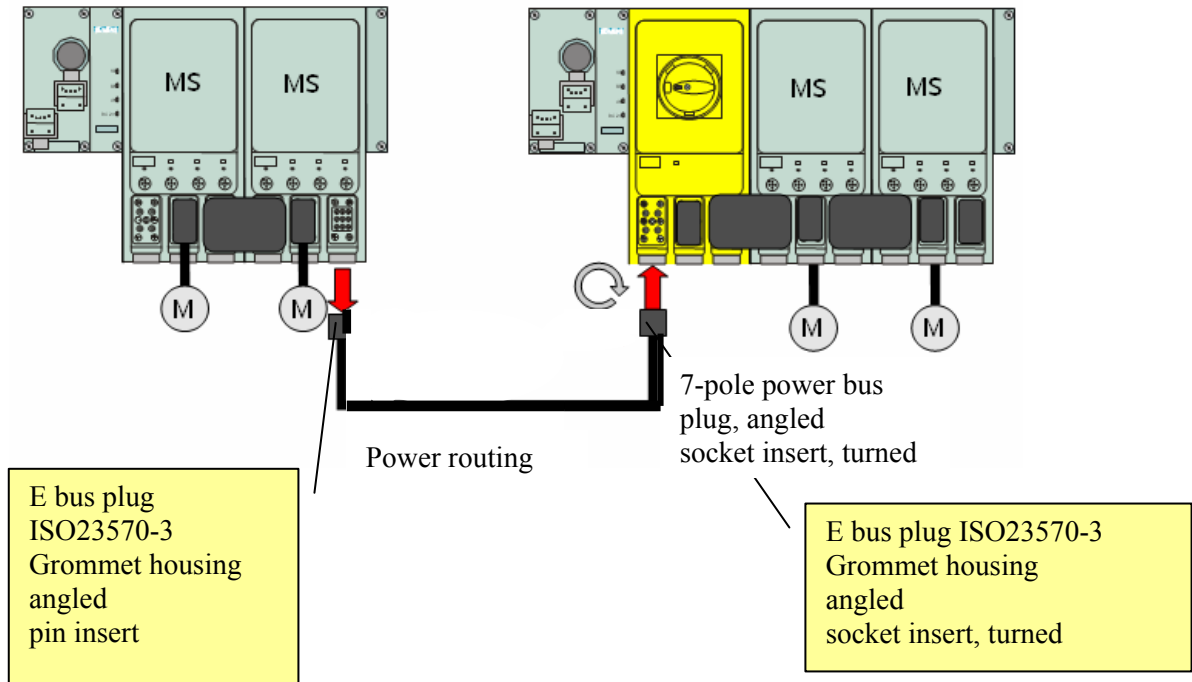 MS
MS
MS
MS
M
M
M
M
7-pole power bus
plug, angled
socket insert, turned
Power routing
E bus plug
ISO23570-3
Grommet housing
angled
pin insert
E bus plug ISO23570-3
Grommet housing
angled
socket insert, turned